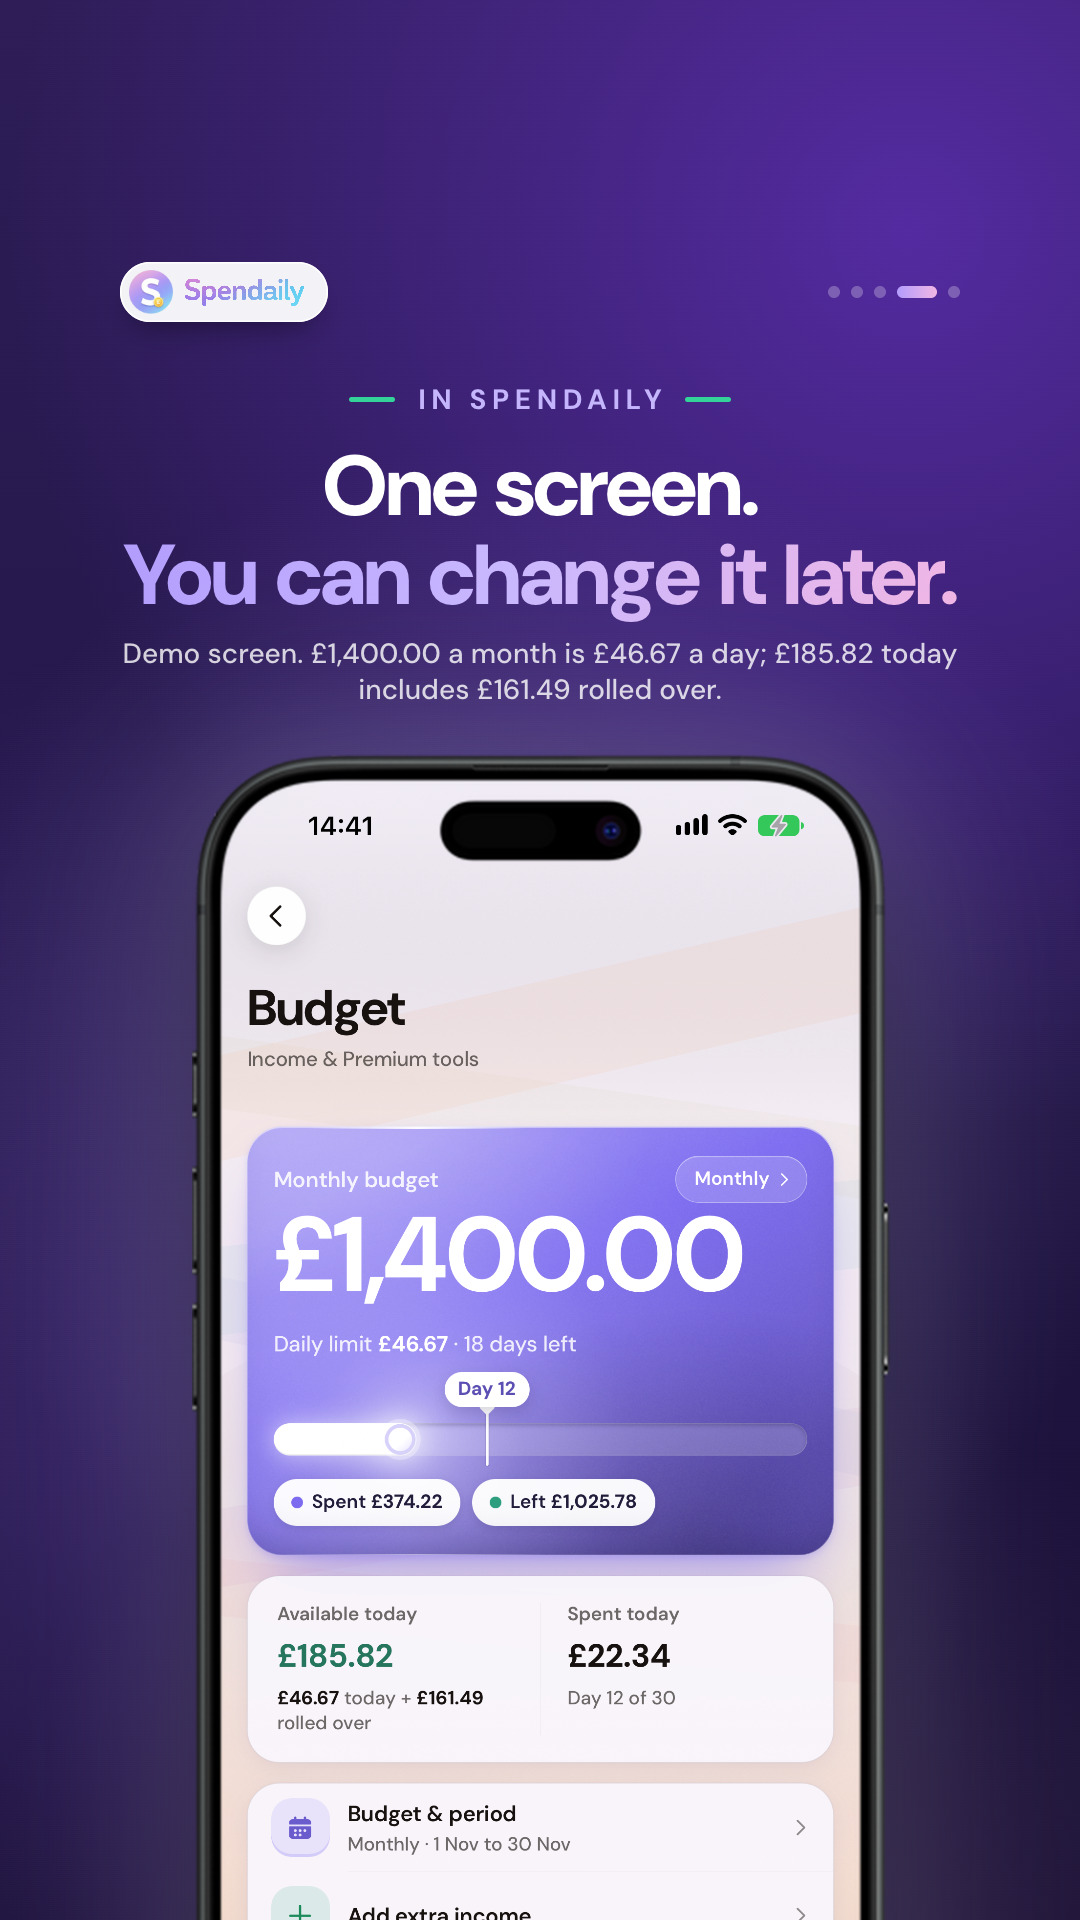 Spendaily
IN SPENDAILY
One screen.
You can change it later.
Demo screen. £1,400.00 a month is £46.67 a day; £185.82 today
includes £161.49 rolled over.
14:41
Budget
Income & Premium tools
Monthly budget
Monthly
£1,400.00
Daily limit £46.67 · 18 days left
Day 12
Spent £374.22
Left £1,025.78
Available today
£185.82
£46.67 today + £161.49
rolled over
Spent today
£22.34
Day 12 of 30
Budget & period
Monthly · 1 Nov to 30 Nov
Add extra income